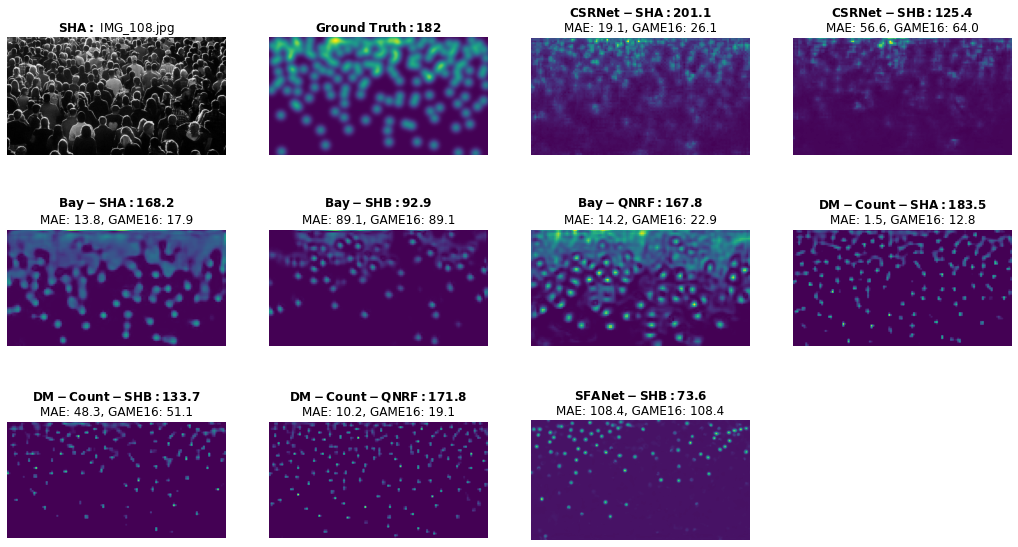 SHA: IMG_108.jpg
Ground Truth: 182
CSRNet − SHA: 201.1
MAE: 19.1, GAME16: 26.1
CSRNet − SHB: 125.4
MAE: 56.6, GAME16: 64.0
Bay − SHA: 168.2
MAE: 13.8, GAME16: 17.9
Bay − SHB: 92.9
MAE: 89.1, GAME16: 89.1
Bay − QNRF: 167.8
MAE: 14.2, GAME16: 22.9
DM − Count − SHA: 183.5
MAE: 1.5, GAME16: 12.8
DM − Count − SHB: 133.7
MAE: 48.3, GAME16: 51.1
DM − Count − QNRF: 171.8
MAE: 10.2, GAME16: 19.1
SFANet − SHB: 73.6
MAE: 108.4, GAME16: 108.4